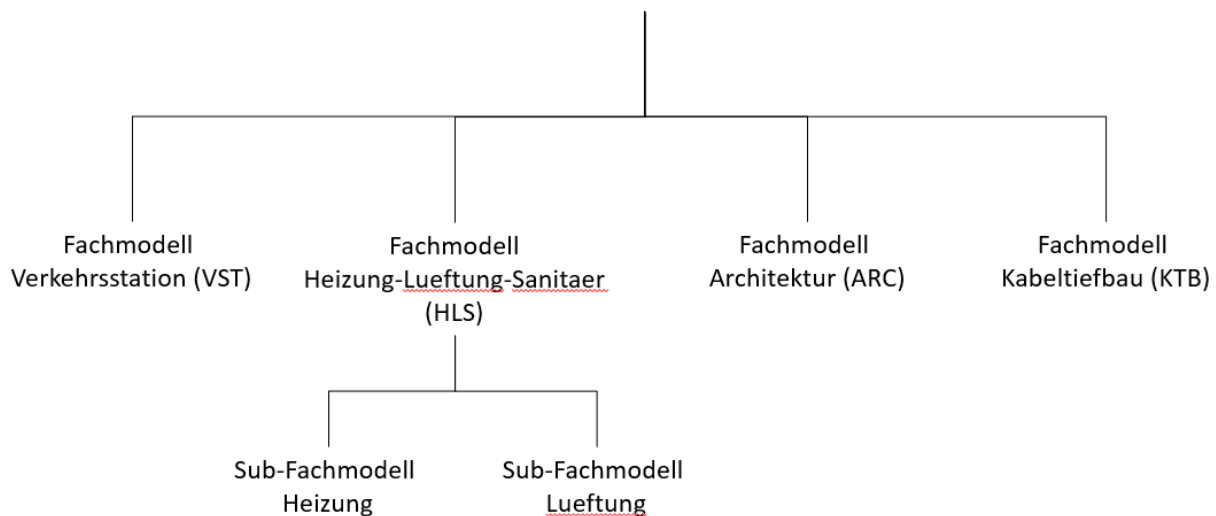 Fachmodell
Verkehrsstation (VST)
Fachmodell
Heizung-Lueftung-Sanitaer
(HLS)
Fachmodell
Architektur (ARC)
Fachmodell
Kabeltiefbau (KTB)
Sub-Fachmodell
Heizung
Sub-Fachmodell
Lueftung